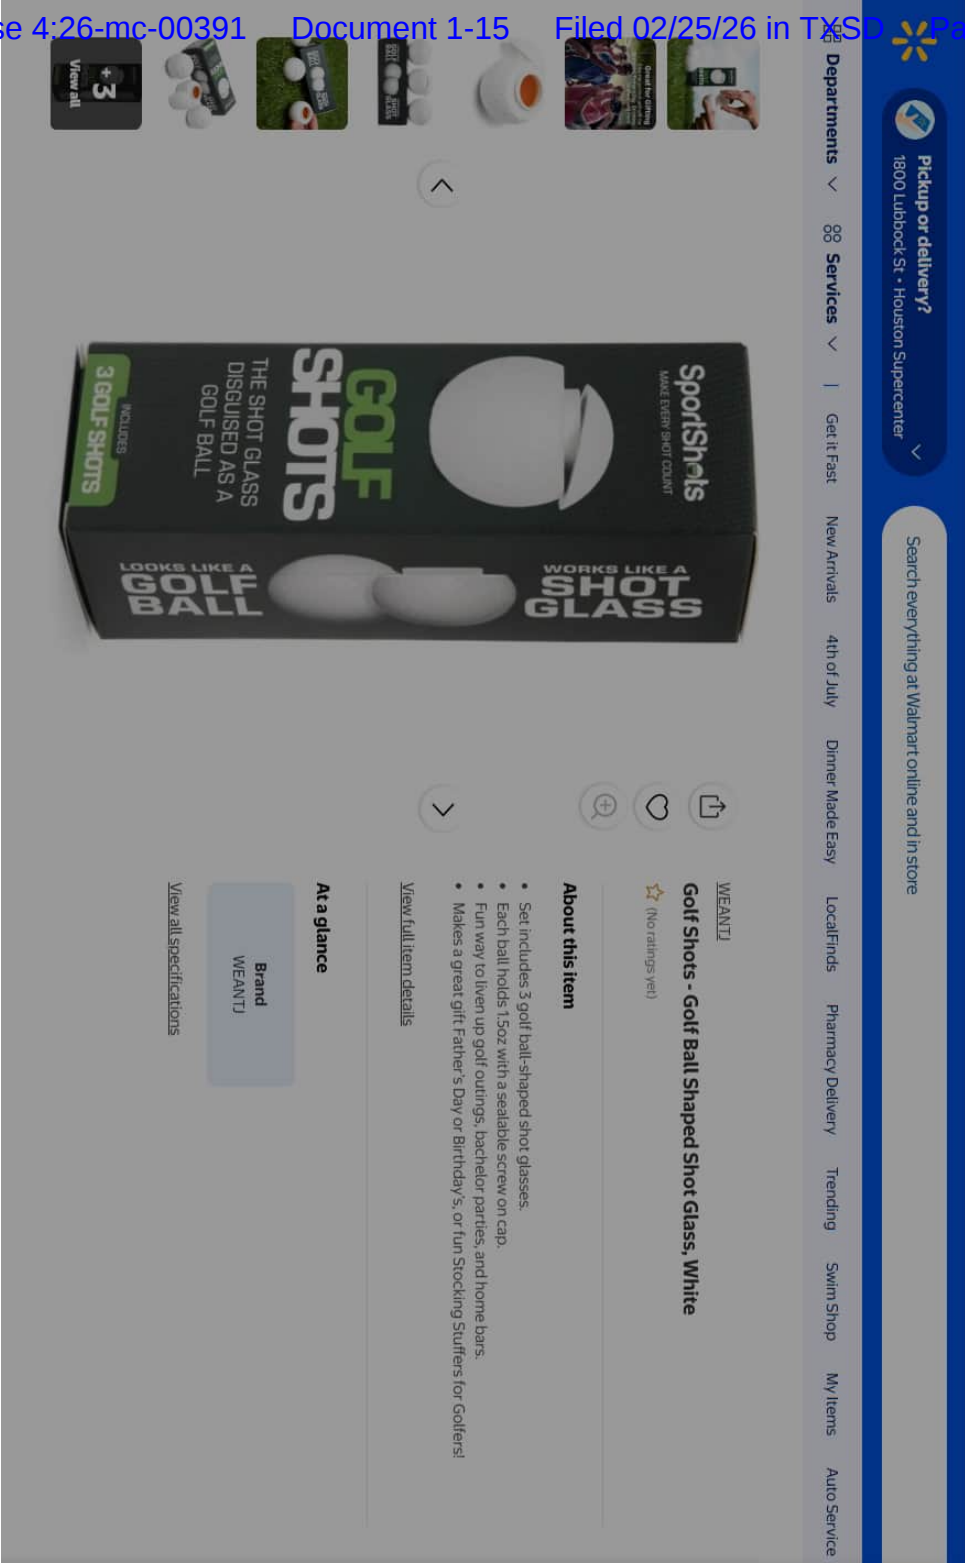 se 4:26-mc-00391 Document 1-15 Filed 02/25/26 in TXSD Pa
Pickup or delivery?
1800 Lubbock St • Houston Supercenter
Search everything at Walmart online and in store
Departments
Services
Get it Fast
New Arrivals
4th of July
Dinner Made Easy
LocalFinds
Pharmacy Delivery
Trending
Swim Shop
My Items
Auto Service
Great for Gifting
+3
View all
SportShots
MAKE EVERY SHOT COUNT
GOLF
SHOTS
THE SHOT GLASS
DISGUISED AS A
GOLF BALL
INCLUDES
3 GOLF SHOTS
LOOKS LIKE A
GOLF
BALL
WORKS LIKE A
SHOT
GLASS
WEANTJ
Golf Shots - Golf Ball Shaped Shot Glass, White
(No ratings yet)
About this item
• Set includes 3 golf ball-shaped shot glasses.
• Each ball holds 1.5oz with a sealable screw on cap.
• Fun way to liven up golf outings, bachelor parties, and home bars.
• Makes a great gift Father's Day or Birthday's, or fun Stocking Stuffers for Golfers!
View full item details
At a glance
Brand
WEANTJ
View all specifications